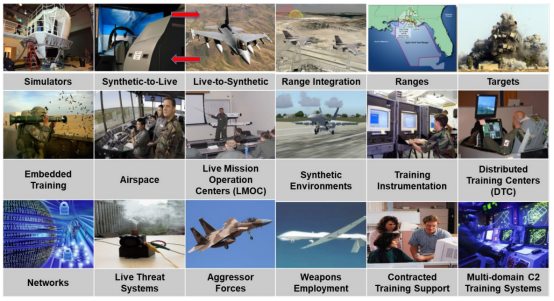 Simulators
Synthetic-to-Live
Live-to-Synthetic
Range Integration
Ranges
Targets
Embedded
Training
Airspace
Live Mission
Operation
Centers (LMOC)
Synthetic
Environments
Training
Instrumentation
Distributed
Training Centers
(DTC)
Networks
Live Threat
Systems
Aggressor
Forces
Weapons
Employment
Contracted
Training Support
Multi-domain C2
Training Systems